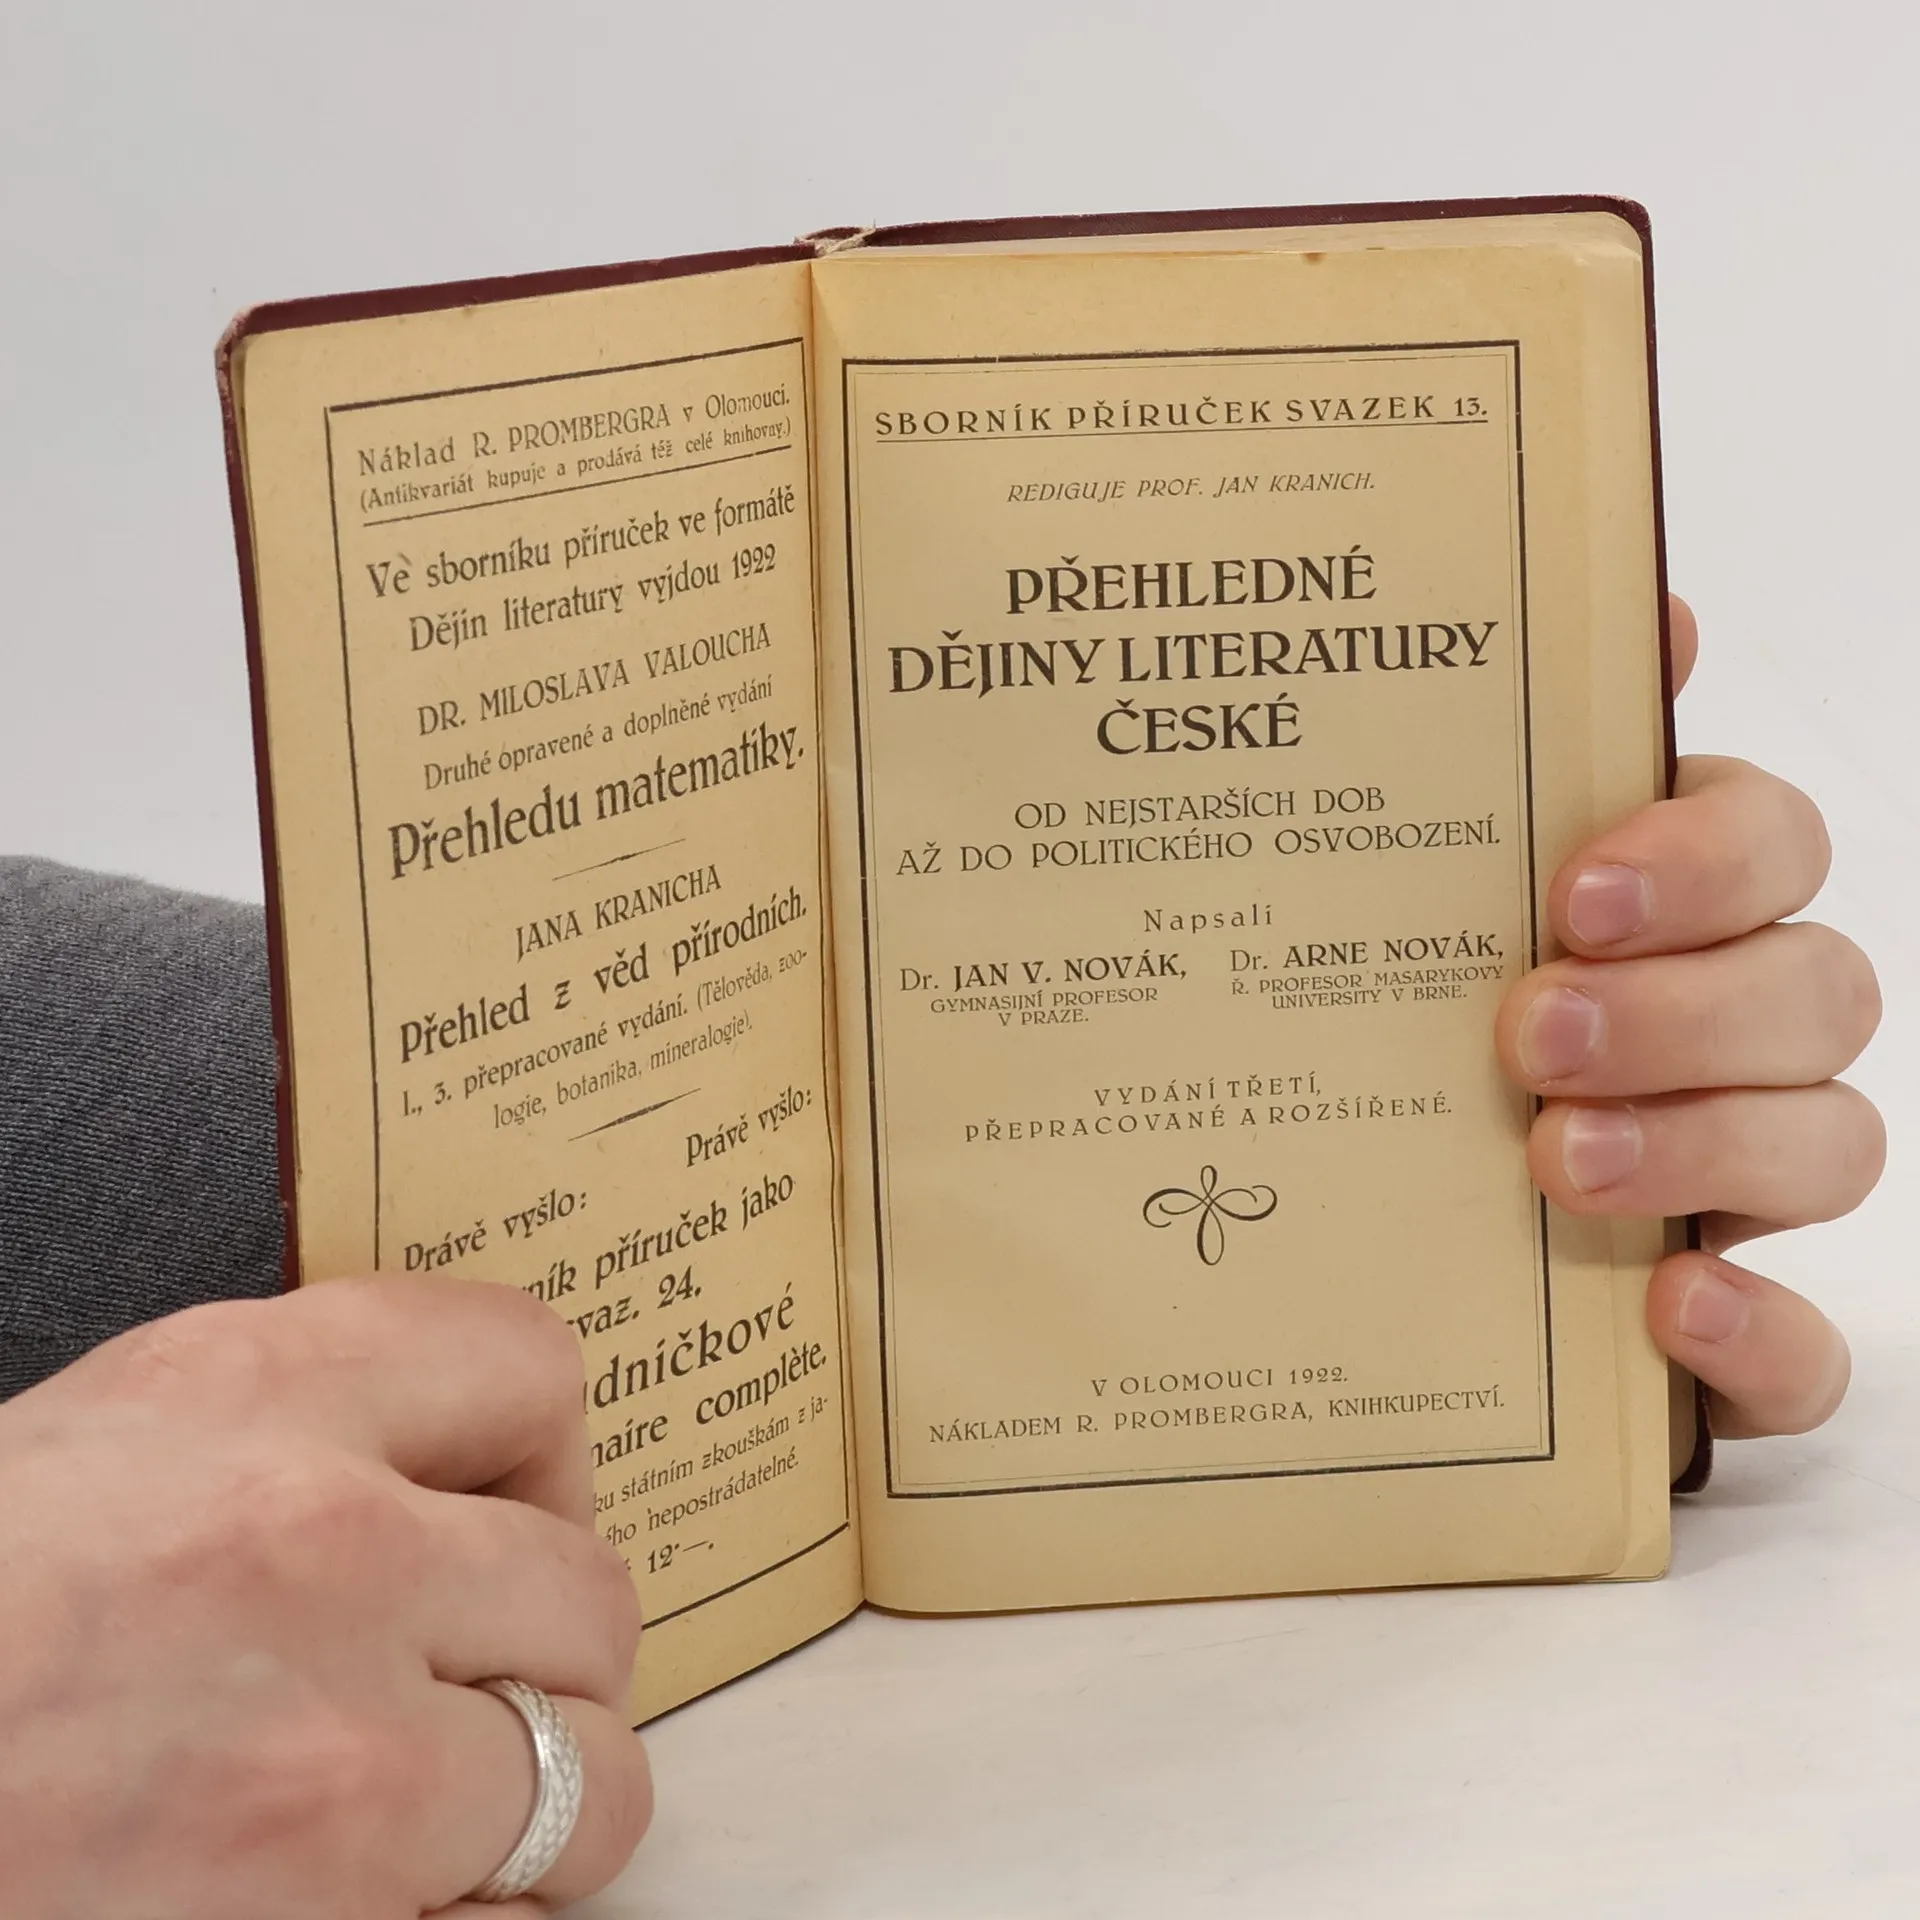 Náklad R. PROMBERGRA v Olomouci.
(Antikvariát kupuje a prodává též celé knihovny.)
Ve sborníku příruček ve formátě
Dějin literatury vyjdou 1922
DR. MILOSLAVA VALOUCHA
Druhé opravené a doplněné vydání
Přehledu matematiky.
JANA KRANICHA
Přehled z věd přírodních.
I., 3. přepracované vydání. (Tělověda, zoo-
logie, botanika, mineralogie).
Právě vyšlo:
Právě vyšlo:
příruček jako
24.
complète.
státním zkouškám z ja-
nepostrádatelné.
12·—.
SBORNÍK PŘÍRUČEK SVAZEK 13.
REDIGUJE PROF. JAN KRANICH.
PŘEHLEDNÉ
DĚJINY LITERATURY
ČESKÉ
OD NEJSTARŠÍCH DOB
AŽ DO POLITICKÉHO OSVOBOZENÍ.
Napsali
Dr. JAN V. NOVÁK,
GYMNASIJNÍ PROFESOR
V PRAZE.
Dr. ARNE NOVÁK,
Ř. PROFESOR MASARYKOVY
UNIVERSITY V BRNE.
VYDÁNÍ TŘETÍ,
PŘEPRACOVANÉ A ROZŠÍŘENÉ.
V OLOMOUCI 1922.
NÁKLADEM R. PROMBERGRA, KNIHKUPECTVÍ.